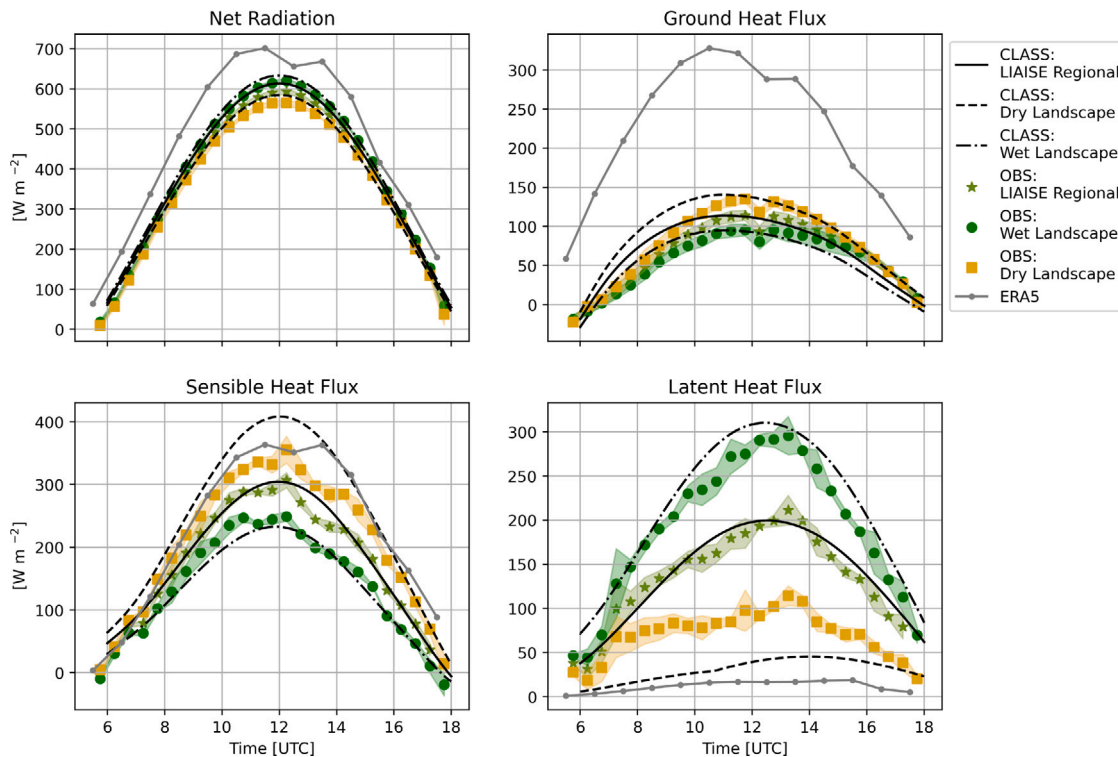 Net Radiation
700
600
500
400
300
200
100
0
[W m⁻²]
Ground Heat Flux
300
250
200
150
100
50
0
CLASS:
LIAISE Regional
CLASS:
Dry Landscape
CLASS:
Wet Landscape
OBS:
LIAISE Regional
OBS:
Wet Landscape
OBS:
Dry Landscape
ERA5
Sensible Heat Flux
400
300
200
100
0
[W m⁻²]
6 8 10 12 14 16 18
Time [UTC]
Latent Heat Flux
300
250
200
150
100
50
0
6 8 10 12 14 16 18
Time [UTC]